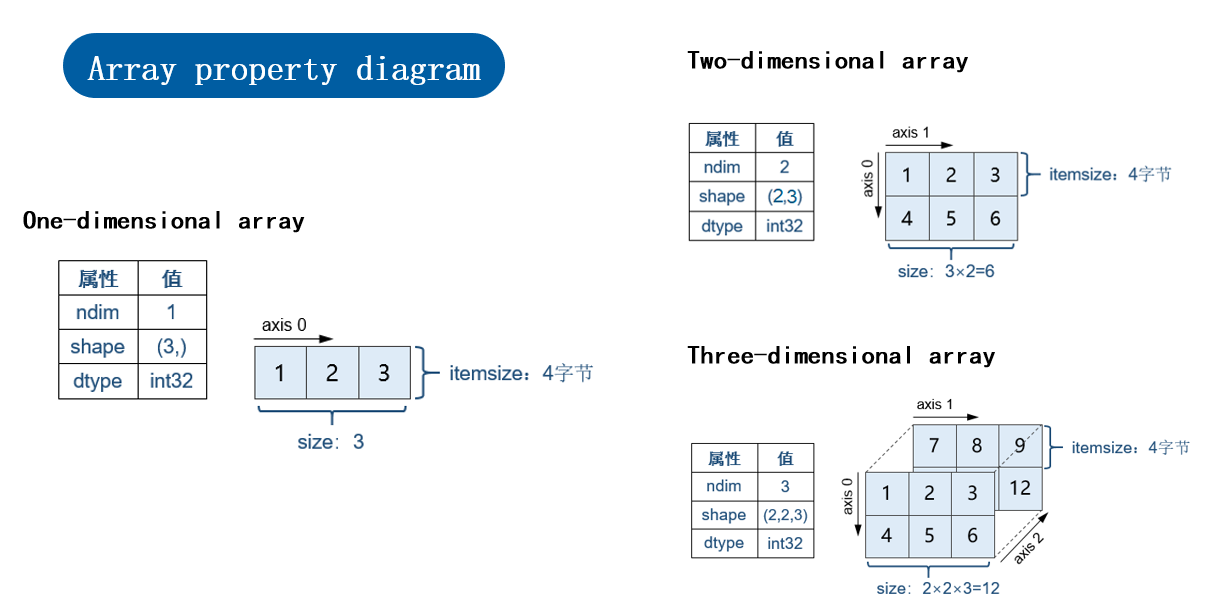 Array property diagram
One-dimensional array
属性 值
ndim 1
shape (3,)
dtype int32
axis 0
1 2 3
itemsize：4字节
size：3
Two-dimensional array
属性 值
ndim 2
shape (2,3)
dtype int32
axis 1
axis 0
1 2 3
4 5 6
itemsize：4字节
size：3×2=6
Three-dimensional array
属性 值
ndim 3
shape (2,2,3)
dtype int32
axis 1
7 8 9
itemsize：4字节
axis 0
1 2 3 12
4 5 6
axis 2
size：2×2×3=12